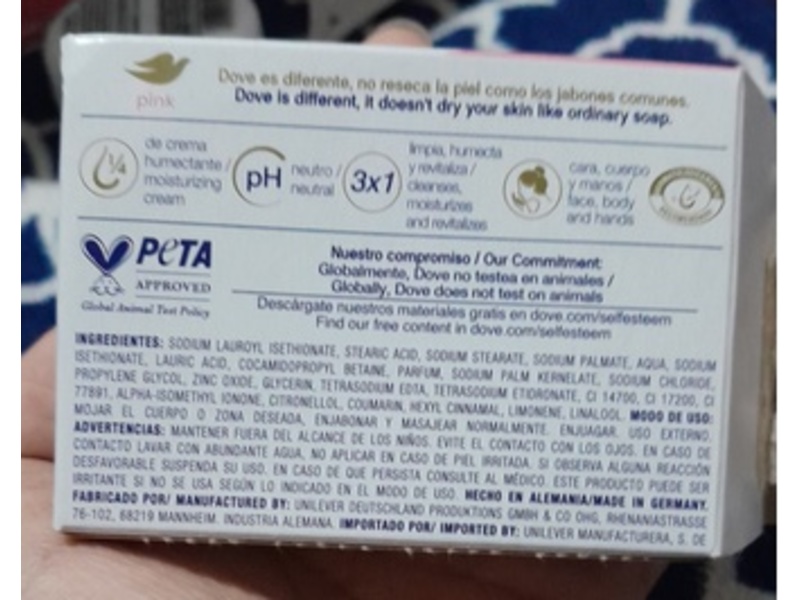 pink
Dove es diferente, no reseca la piel como los jabones comunes.
Dove is different, it doesn't dry your skin like ordinary soap.
1/4
de crema
humectante /
moisturizing
cream
pH
neutro /
neutral
3x1
limpia, humecta
y revitaliza /
cleanses,
moisturizes
and revitalizes
cara, cuerpo
y manos /
face, body
and hands
PETA
APPROVED
Global Animal Test Policy
Nuestro compromiso / Our Commitment:
Globalmente, Dove no testea en animales /
Globally, Dove does not test on animals
Descárgate nuestros materiales gratis en dove.com/selfesteem
Find our free content in dove.com/selfesteem
INGREDIENTES: SODIUM LAUROYL ISETHIONATE, STEARIC ACID, SODIUM STEARATE, SODIUM PALMATE, AQUA, SODIUM
ISETHIONATE, LAURIC ACID, COCAMIDOPROPYL BETAINE, PARFUM, SODIUM PALM KERNELATE, SODIUM CHLORIDE,
PROPYLENE GLYCOL, ZINC OXIDE, GLYCERIN, TETRASODIUM EDTA, TETRASODIUM ETIDRONATE, CI 14700, CI 17200, CI
77891, ALPHA-ISOMETHYL IONONE, CITRONELLOL, COUMARIN, HEXYL CINNAMAL, LIMONENE, LINALOOL. MODO DE USO:
MOJAR EL CUERPO O ZONA DESEADA, ENJABONAR Y MASAJEAR NORMALMENTE. ENJUAGAR. USO EXTERNO.
ADVERTENCIAS: MANTENER FUERA DEL ALCANCE DE LOS NIÑOS. EVITE EL CONTACTO CON LOS OJOS. EN CASO DE
CONTACTO LAVAR CON ABUNDANTE AGUA, NO APLICAR EN CASO DE PIEL IRRITADA. SI OBSERVA ALGUNA REACCIÓN
DESFAVORABLE SUSPENDA SU USO. EN CASO DE QUE PERSISTA CONSULTE AL MÉDICO. ESTE PRODUCTO PUEDE SER
IRRITANTE SI NO SE USA SEGÚN LO INDICADO EN EL MODO DE USO. HECHO EN ALEMANIA/MADE IN GERMANY.
FABRICADO POR/ MANUFACTURED BY: UNILEVER DEUTSCHLAND PRODUKTIONS GMBH & CO OHG, RHENANIASTRASSE
76-102, 68219 MANNHEIM. INDUSTRIA ALEMANA. IMPORTADO POR/ IMPORTED BY: UNILEVER MANUFACTURERA, S. DE